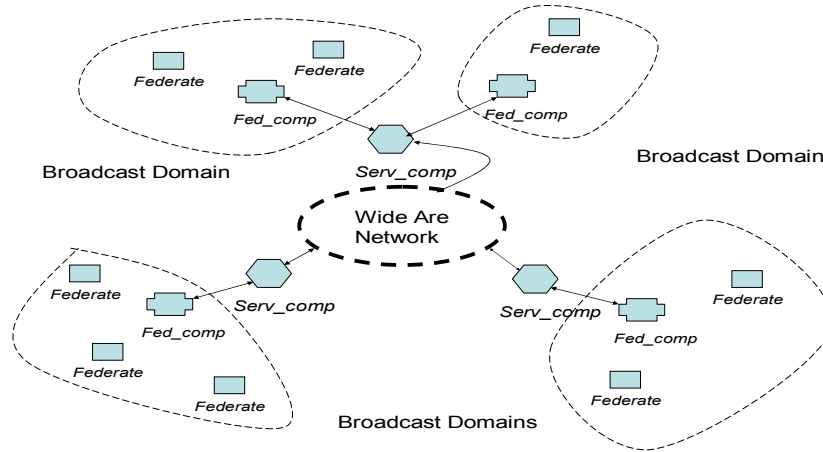 Federate
Federate
Federate
Fed_comp
Fed_comp
Broadcast Domain
Serv_comp
Broadcast Domain
Wide Are
Network
Federate
Serv_comp
Fed_comp
Federate
Federate
Serv_comp
Federate
Fed_comp
Federate
Broadcast Domains